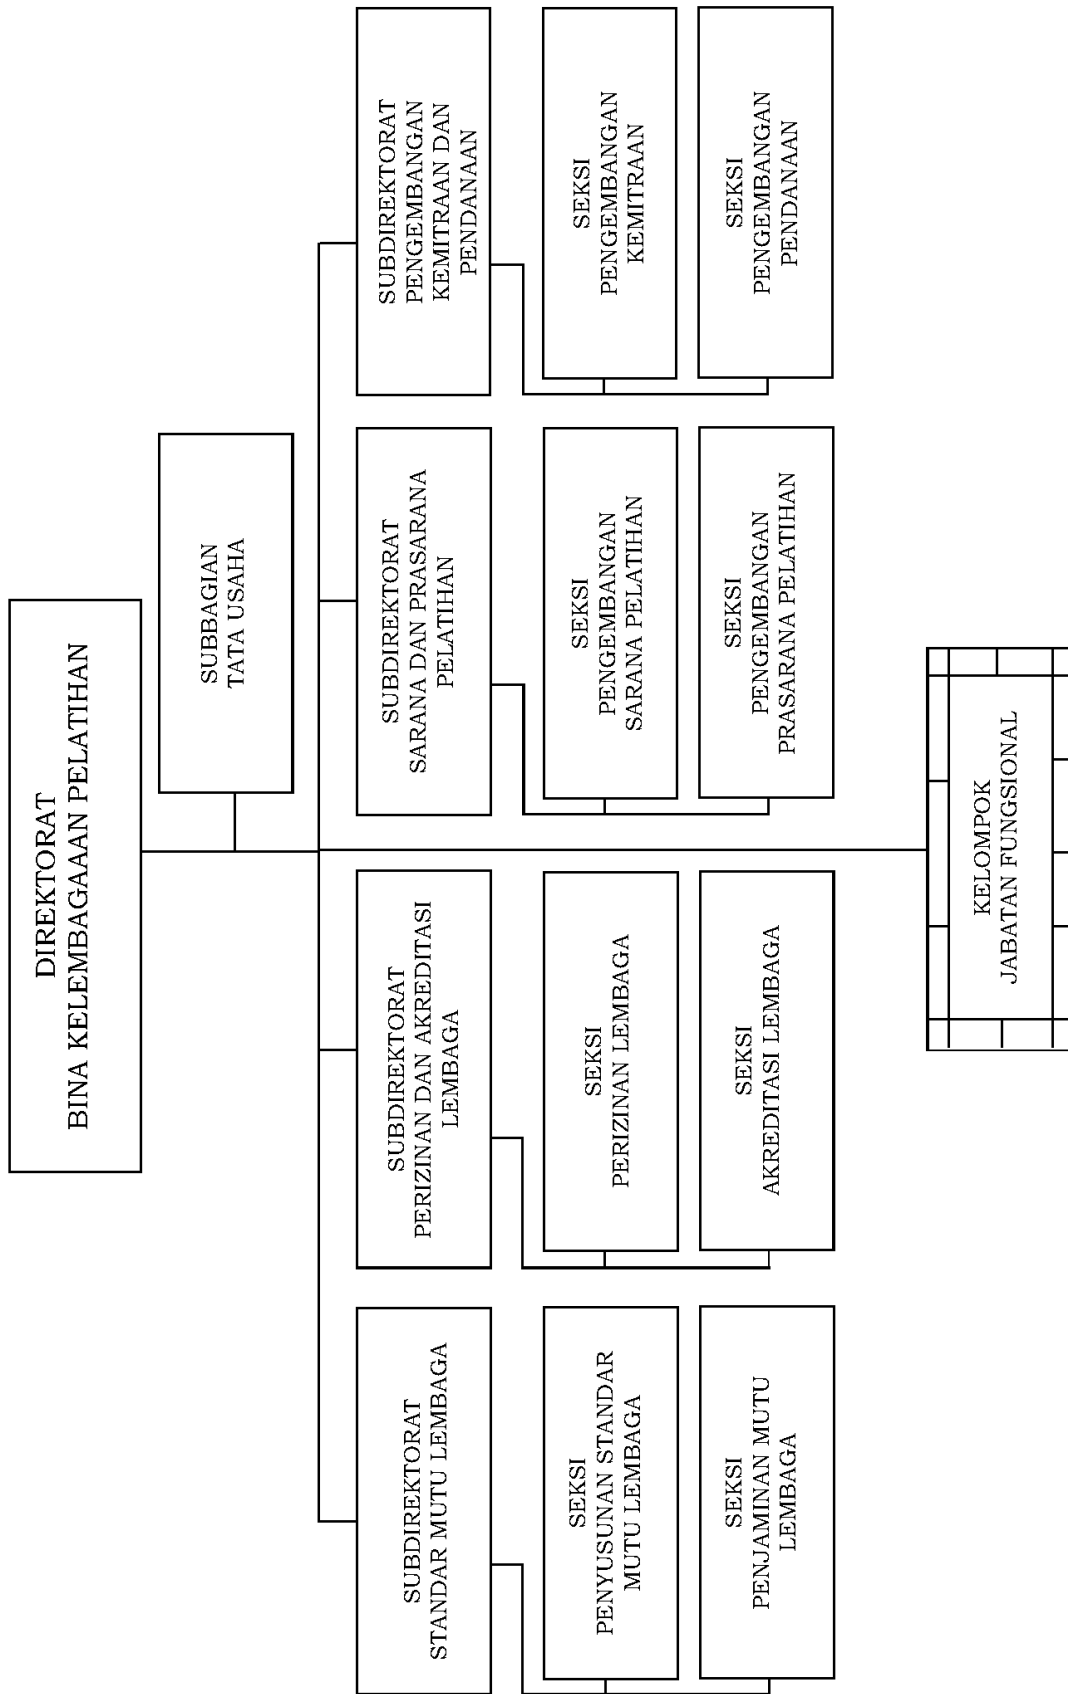 DIREKTORAT
BINA KELEMBAGAAAN PELATIHAN
SUBBAGIAN
TATA USAHA
SUBDIREKTORAT
STANDAR MUTU LEMBAGA
SUBDIREKTORAT
PERIZINAN DAN AKREDITASI
LEMBAGA
SUBDIREKTORAT
SARANA DAN PRASARANA
PELATIHAN
SUBDIREKTORAT
PENGEMBANGAN
KEMITRAAN DAN
PENDANAAN
SEKSI
PENYUSUNAN STANDAR
MUTU LEMBAGA
SEKSI
PERIZINAN LEMBAGA
SEKSI
PENGEMBANGAN
SARANA PELATIHAN
SEKSI
PENGEMBANGAN
KEMITRAAN
SEKSI
PENJAMINAN MUTU
LEMBAGA
SEKSI
AKREDITASI LEMBAGA
SEKSI
PENGEMBANGAN
PRASARANA PELATIHAN
SEKSI
PENGEMBANGAN
PENDANAAN
KELOMPOK
JABATAN FUNGSIONAL